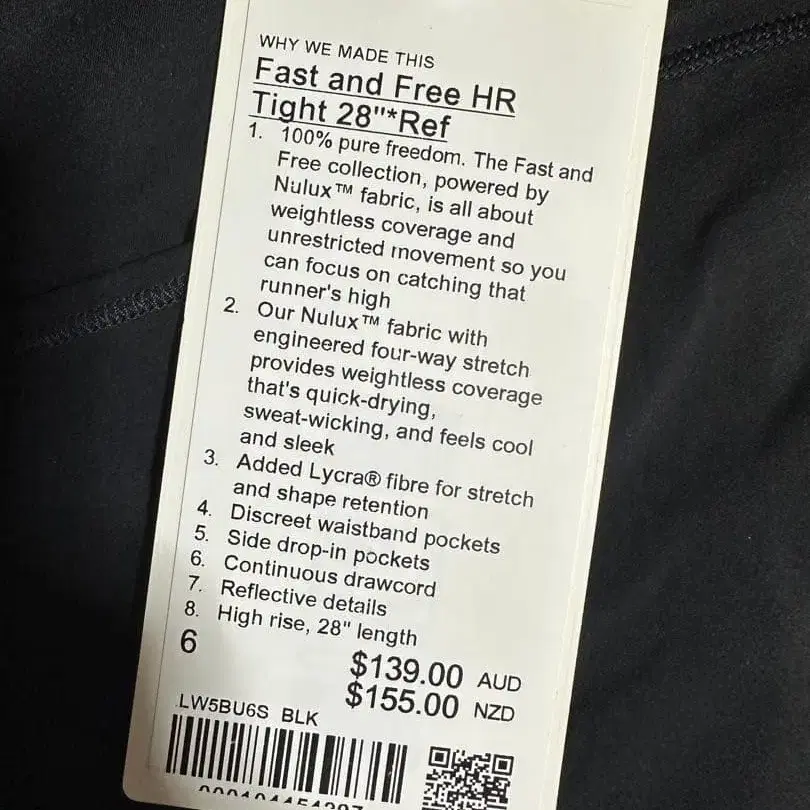 WHY WE MADE THIS
Fast and Free HR
Tight 28"*Ref
1. 100% pure freedom. The Fast and
Free collection, powered by
Nulux™ fabric, is all about
weightless coverage and
unrestricted movement so you
can focus on catching that
runner's high
2. Our Nulux™ fabric with
engineered four-way stretch
provides weightless coverage
that's quick-drying,
sweat-wicking, and feels cool
and sleek
3. Added Lycra® fibre for stretch
and shape retention
4. Discreet waistband pockets
5. Side drop-in pockets
6. Continuous drawcord
7. Reflective details
8. High rise, 28" length
6
$139.00 AUD
$155.00 NZD
LW5BU6S BLK